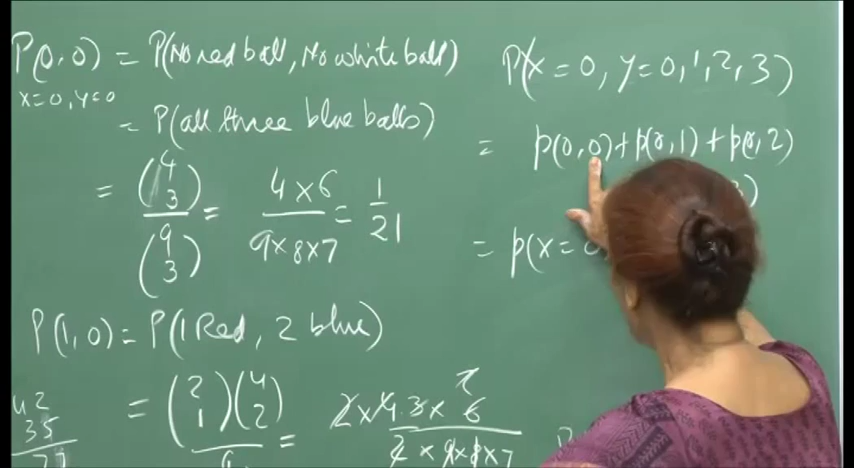 P(0,0) = P(No red ball, No white ball)
x=0, y=0
= P(all three blue balls)
= (4 3) / (9 3) = 4×6 / 9×8×7 = 1/21
P(1,0) = P(1 Red, 2 blue)
= (2 1)(4 2) / 9 = 2×4.3×6 / 2×9×8×7
42
35
77
P(X=0, Y=0,1,2,3)
= p(0,0)+p(0,1)+p(0,2)
3)
= p(x=0